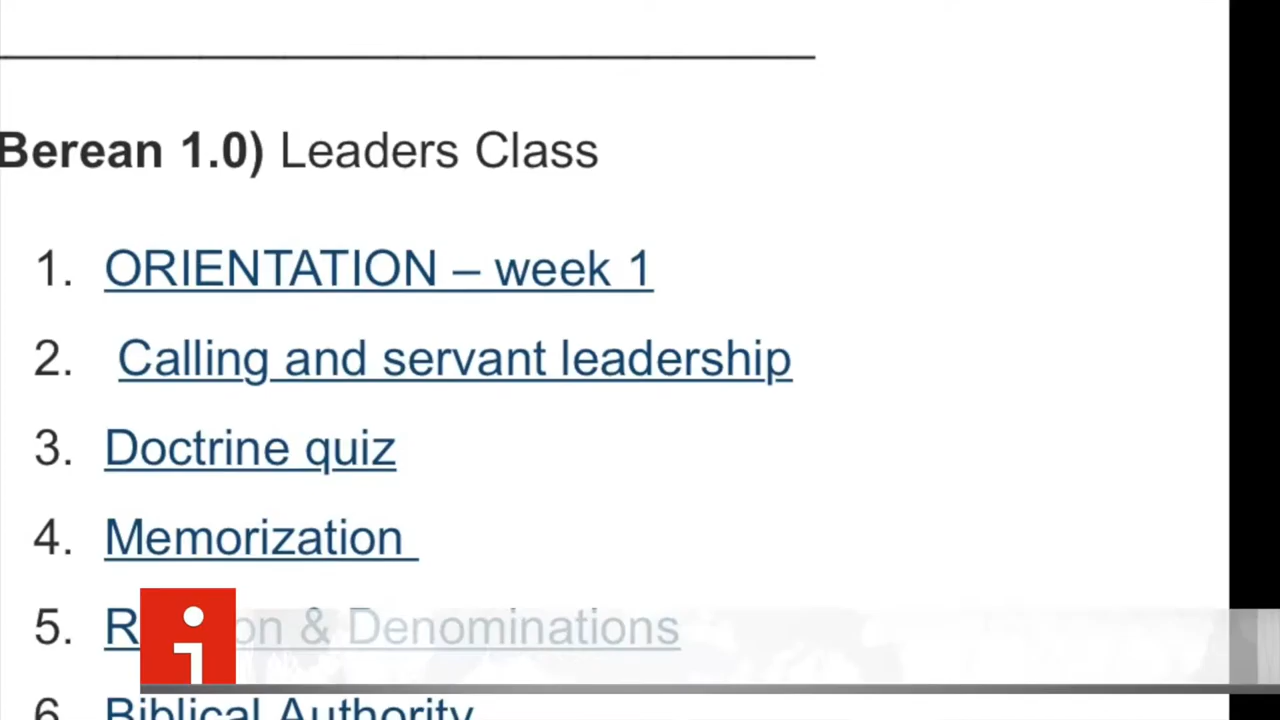 Berean 1.0) Leaders Class
1. ORIENTATION – week 1
2. Calling and servant leadership
3. Doctrine quiz
4. Memorization
5. & Denominations
6. Biblical Authority